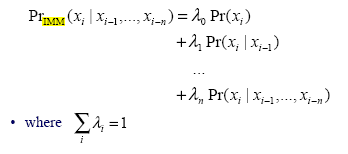 Pr_IMM(x_i | x_{i-1},..., x_{i-n}) = λ_0 Pr(x_i)
+λ_1 Pr(x_i | x_{i-1})
...
+λ_n Pr(x_i | x_{i-1},..., x_{i-n})
• where ∑_i λ_i = 1